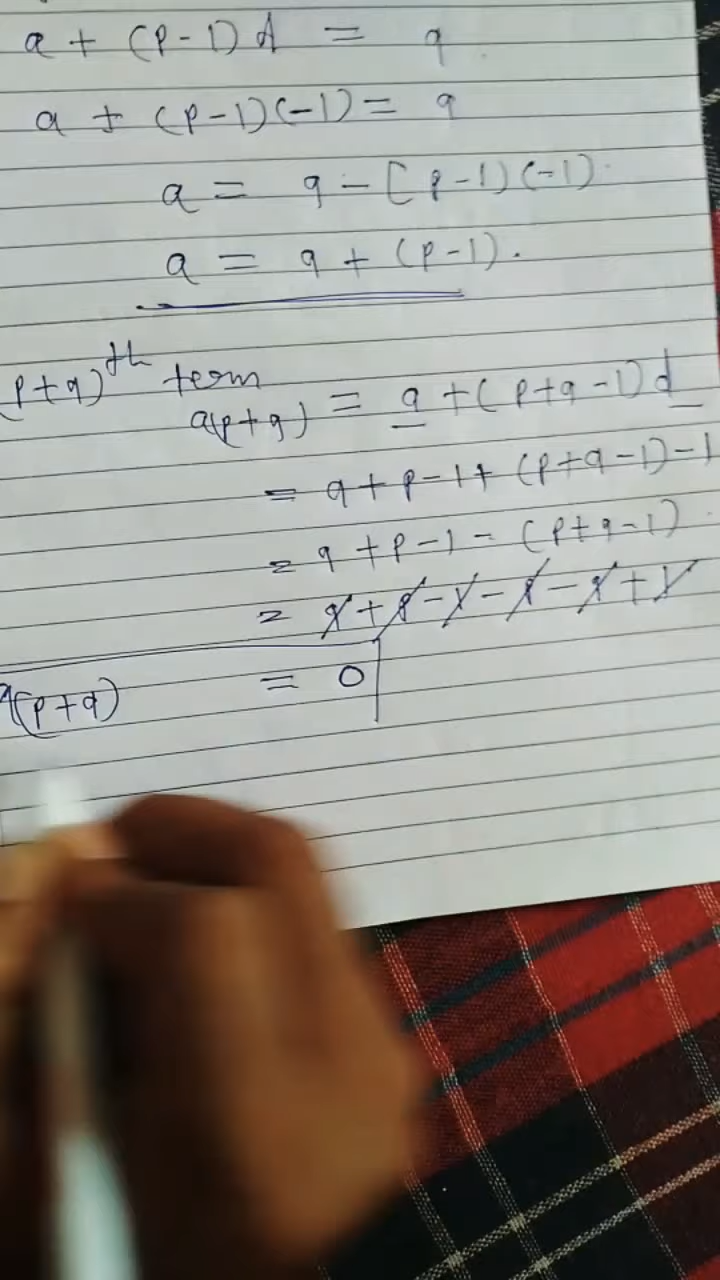 a + (p-1) d = q
a + (p-1)(-1) = q
a = q - [p-1)(-1).
a = q + (p-1).
(p+q)th term
a(p+q) = a + (p+q-1)d
= q+p-1+ (p+q-1)-1
= q+p-1 - (p+q-1)
= q+p-1-p-q+1
a(p+q) = 0